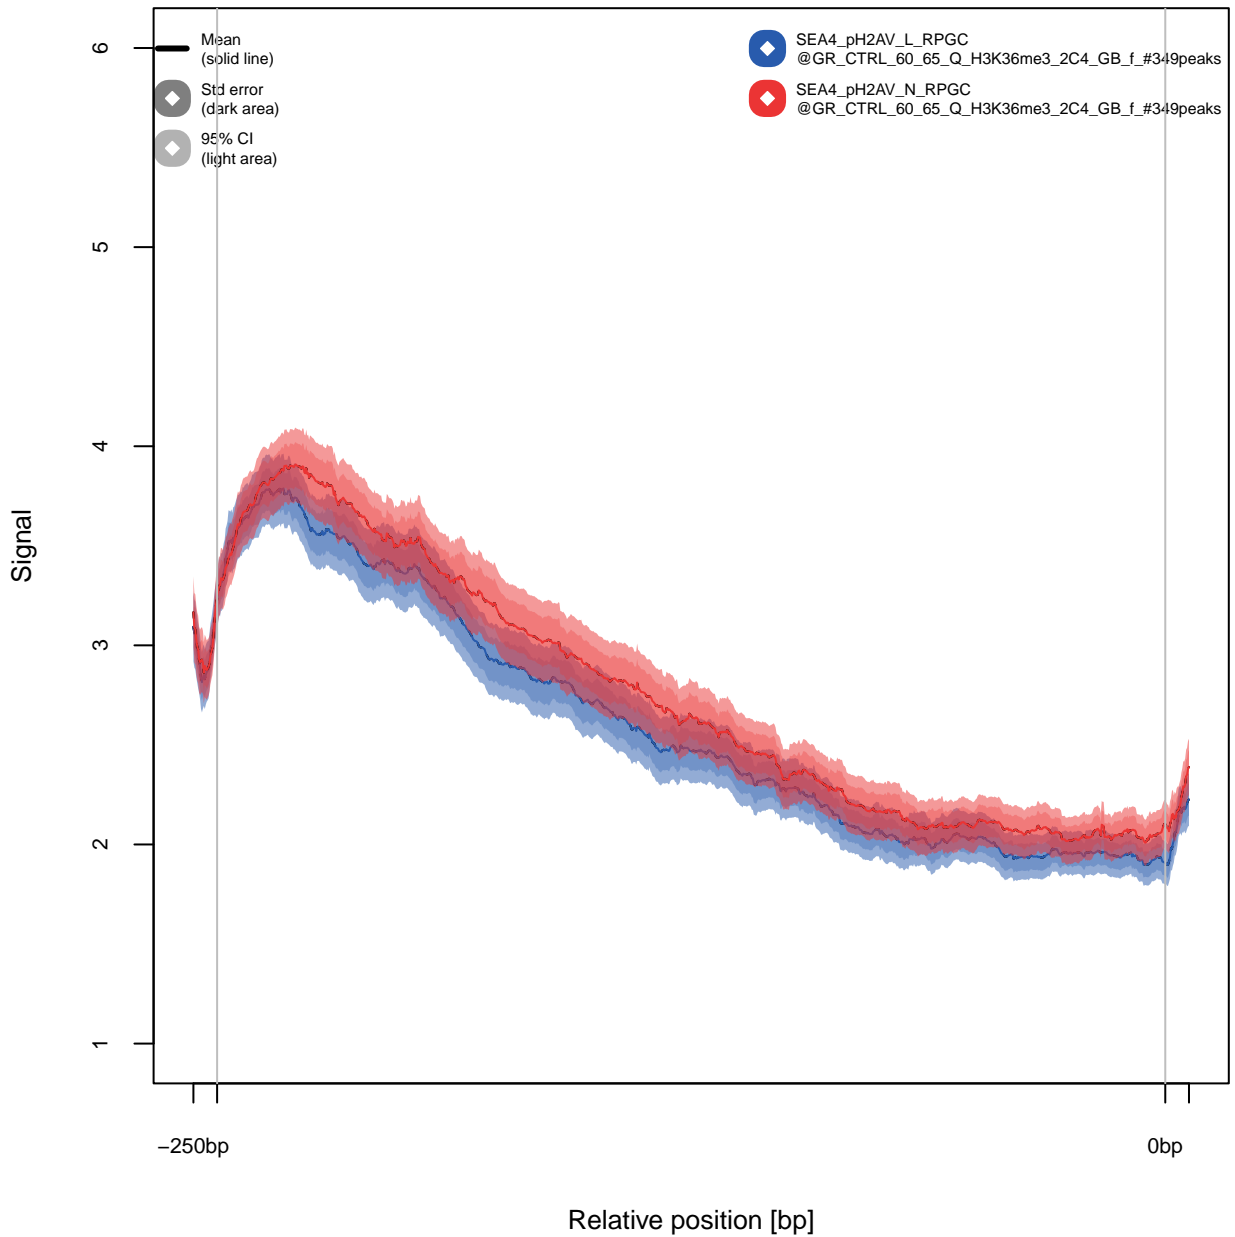 Mean
(solid line)
Std error
(dark area)
95% CI
(light area)
SEA4_pH2AV_L_RPGC
@GR_CTRL_60_65_Q_H3K36me3_2C4_GB_f_#349peaks
SEA4_pH2AV_N_RPGC
@GR_CTRL_60_65_Q_H3K36me3_2C4_GB_f_#349peaks
6
5
4
3
2
1
Signal
−250bp
0bp
Relative position [bp]